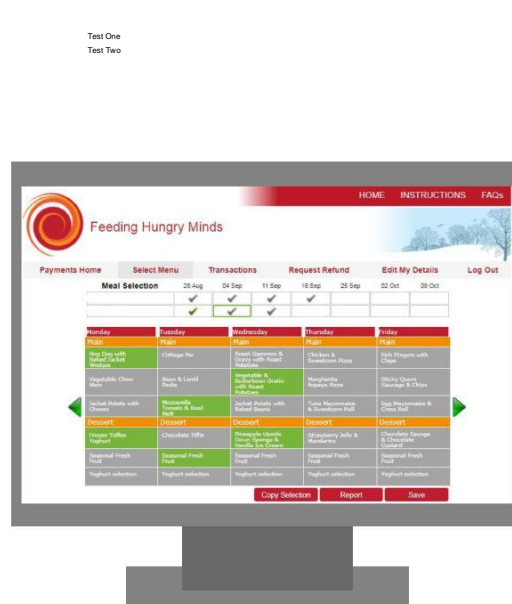 Test One
Test Two
HOME INSTRUCTIONS FAQs
Feeding Hungry Minds
Payments Home Select Menu Transactions Request Refund Edit My Details Log Out
Meal Selection 28 Aug 04 Sep 11 Sep 18 Sep 25 Sep 02 Oct 09 Oct
Monday Tuesday Wednesday Thursday Friday
Main Main Main Main Main
Hog Dog with Cottage Pie Roast Gammon & Chicken & Fish Fingers with
Baked Jacket Gravy with Roast Sweetcorn Pizza Chips
Wedges Potatoes
Vegetable Chow Bean & Lentil Vegetable & Margherita Sticky Quorn
Mein Pasta Butterbean Gratin Popeye Pizza Sausage & Chips
with Roast
Potatoes
Jacket Potato with Mozzarella Jacket Potato with Tuna Mayonnaise Egg Mayonnaise &
Cheese Tomato & Basil Baked Beans & Sweetcorn Roll Cress Roll
Melt
Dessert Dessert Dessert Dessert Dessert
Frozen Toffee Chocolate Tiffin Pineapple Upside Strawberry Jelly & Chocolate Sponge
Yoghurt Down Sponge & Mandarins & Chocolate
Vanilla Ice Cream Custard
Seasonal Fresh Seasonal Fresh Seasonal Fresh Seasonal Fresh Seasonal Fresh
Fruit Fruit Fruit Fruit Fruit
Yoghurt selection Yoghurt selection Yoghurt selection Yoghurt selection Yoghurt selection
Copy Selection Report Save